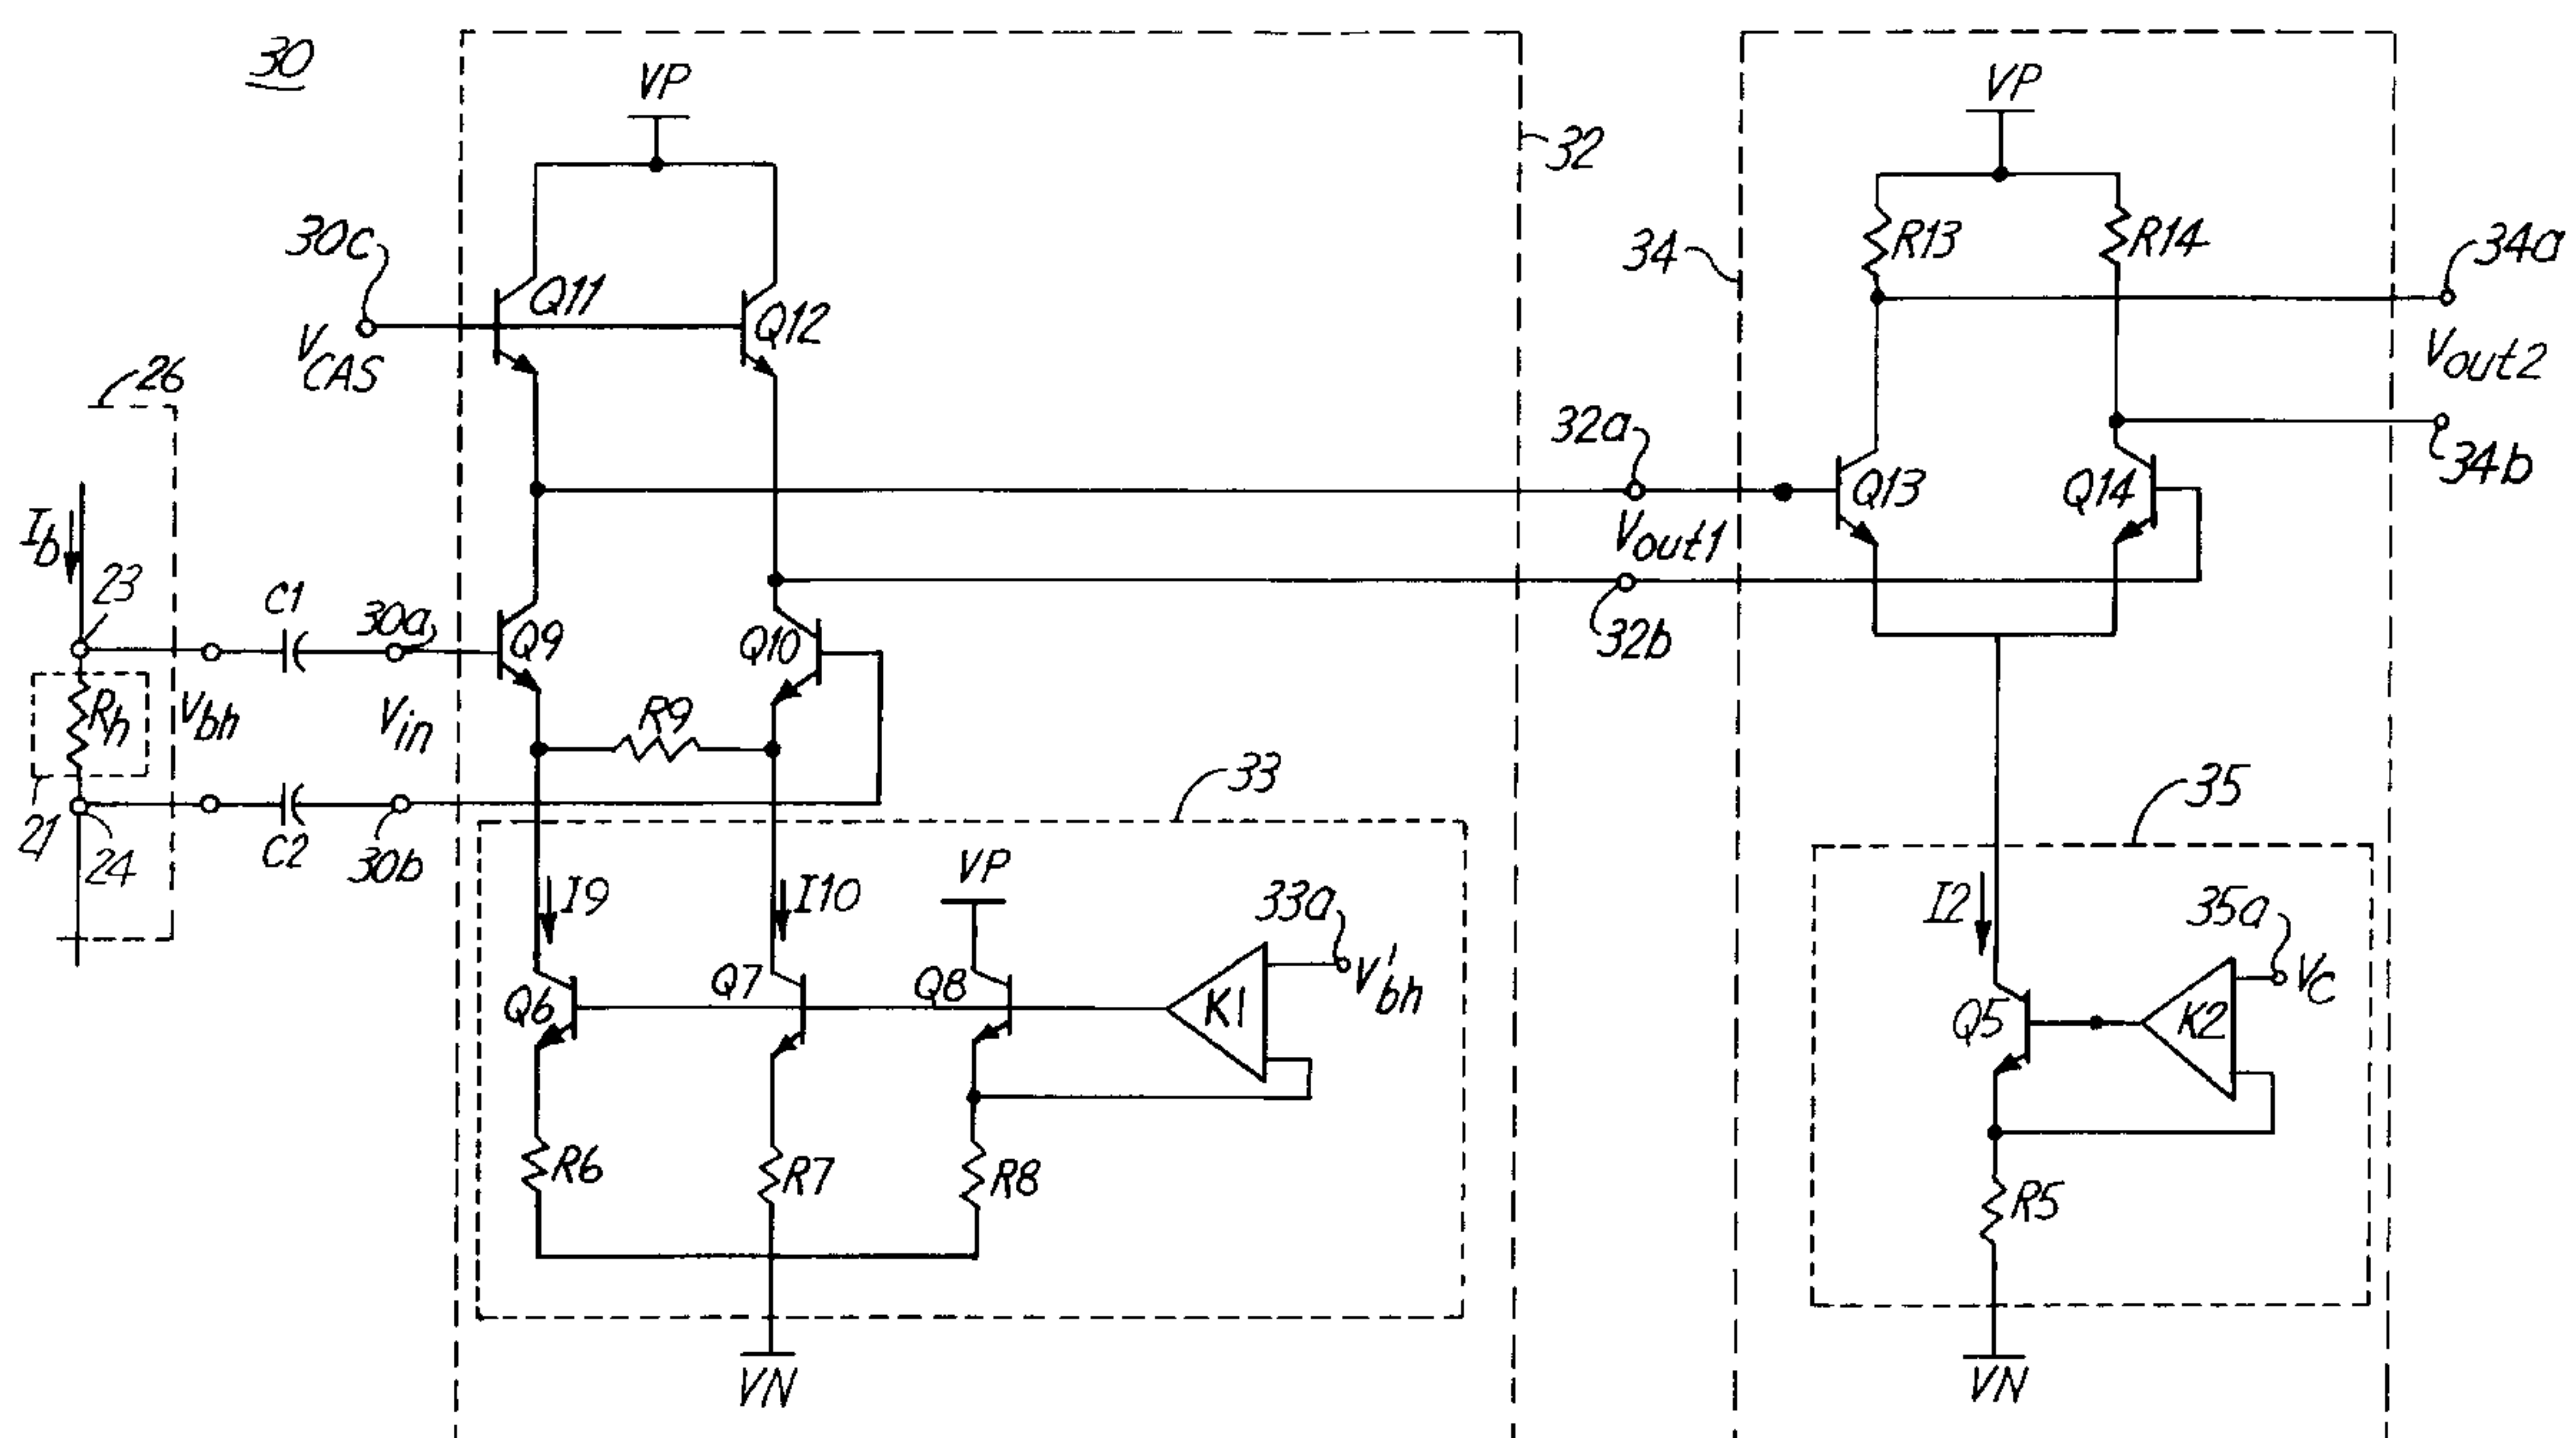 30
VP
32
VP
30c
Q11
Q12
VCAS
34
R13
R14
34a
Vout2
26
32a
Q13
Q14
34b
Ib
23
C1
30a
Q9
Q10
Vout1
32b
Rh
Vbh
Vin
R9
33
35
21
24
C2
30b
VP
I9
I10
33a
V'bh
I2
35a
VC
Q6
Q7
Q8
K1
Q5
K2
R6
R7
R8
R5
VN
VN